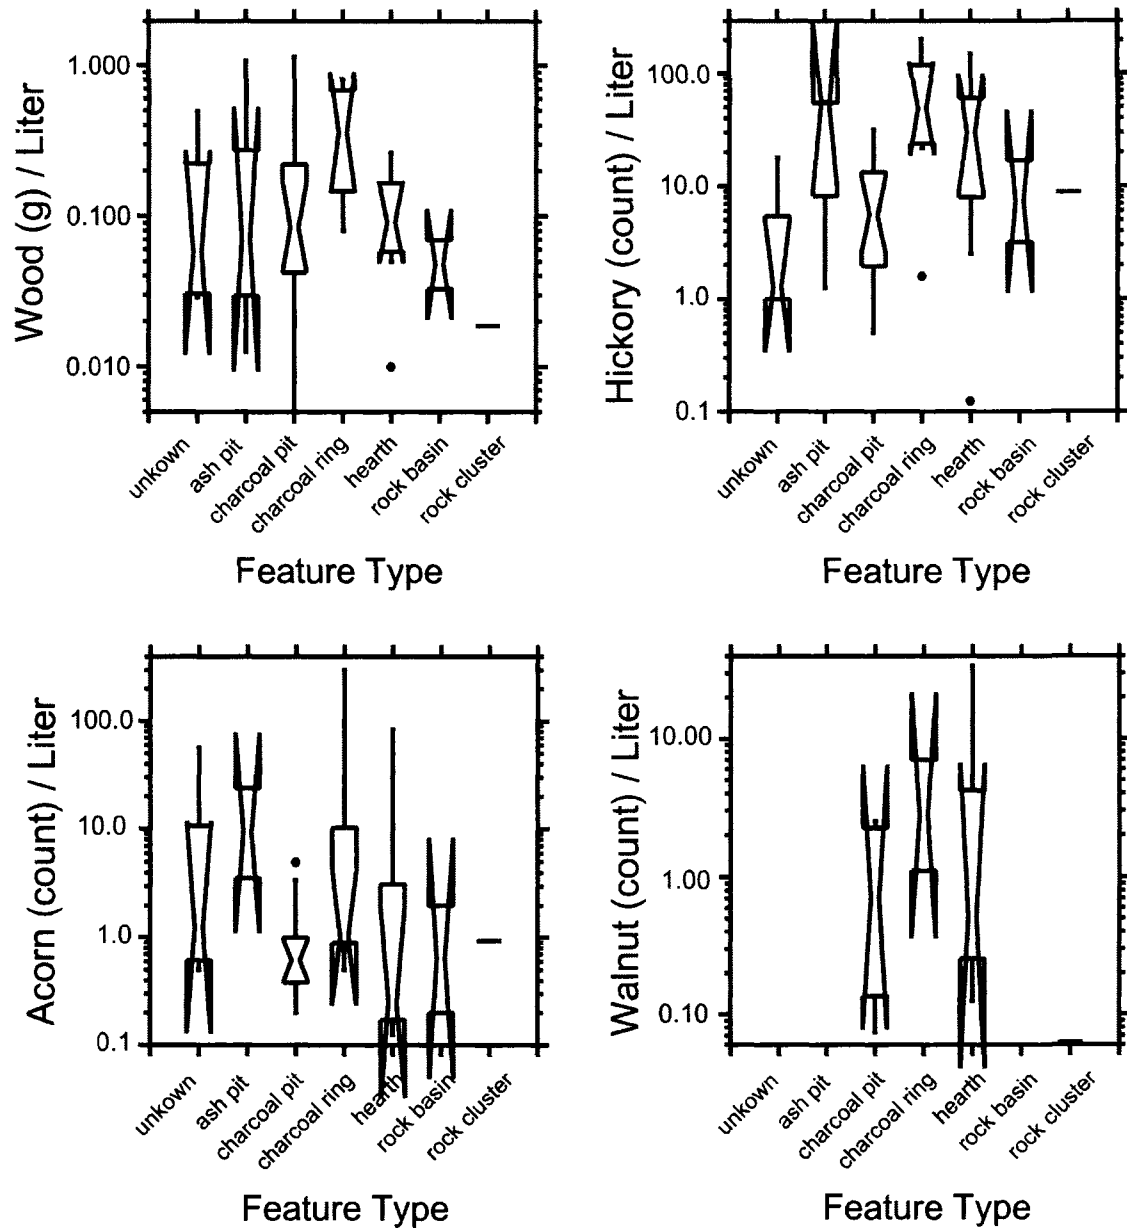 Wood (g) / Liter
1.000
0.100
0.010
unkown
ash pit
charcoal pit
charcoal ring
hearth
rock basin
rock cluster
Feature Type
Hickory (count) / Liter
100.0
10.0
1.0
0.1
unkown
ash pit
charcoal pit
charcoal ring
hearth
rock basin
rock cluster
Feature Type
Acorn (count) / Liter
100.0
10.0
1.0
0.1
unkown
ash pit
charcoal pit
charcoal ring
hearth
rock basin
rock cluster
Feature Type
Walnut (count) / Liter
10.00
1.00
0.10
unkown
ash pit
charcoal pit
charcoal ring
hearth
rock basin
rock cluster
Feature Type